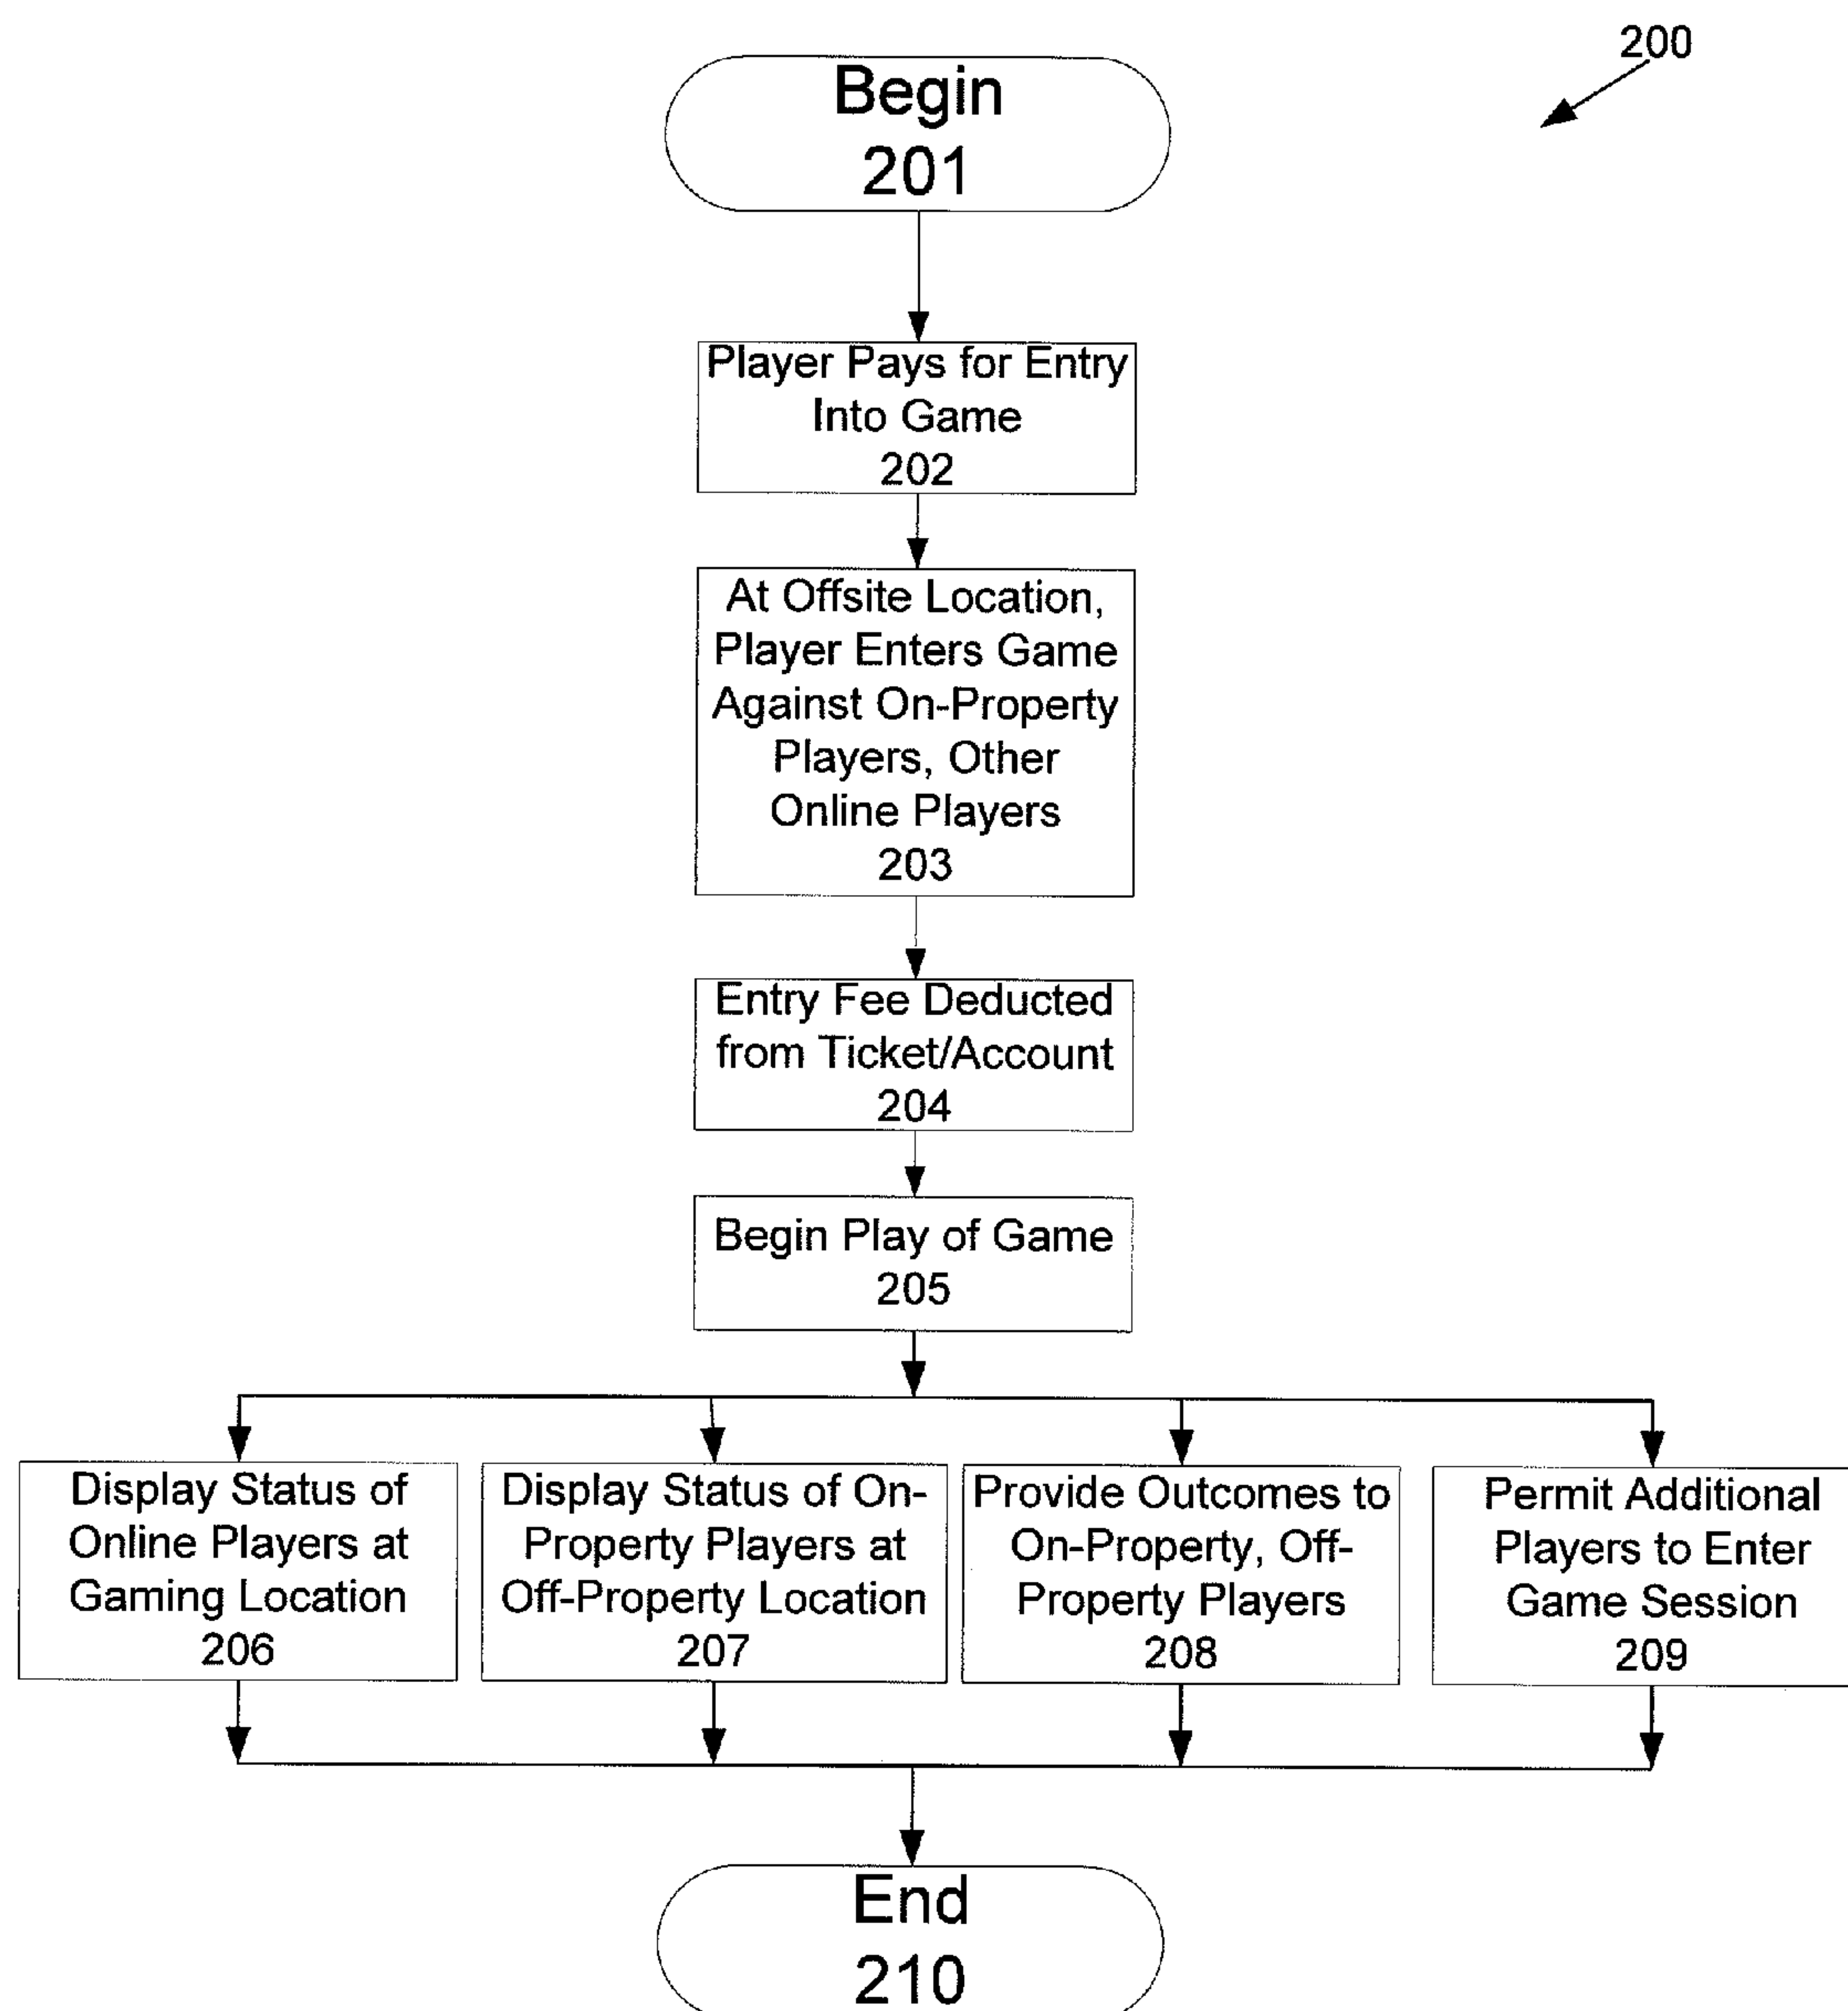 200
Begin
201
Player Pays for Entry
Into Game
202
At Offsite Location,
Player Enters Game
Against On-Property
Players, Other
Online Players
203
Entry Fee Deducted
from Ticket/Account
204
Begin Play of Game
205
Display Status of
Online Players at
Gaming Location
206
Display Status of On-
Property Players at
Off-Property Location
207
Provide Outcomes to
On-Property, Off-
Property Players
208
Permit Additional
Players to Enter
Game Session
209
End
210